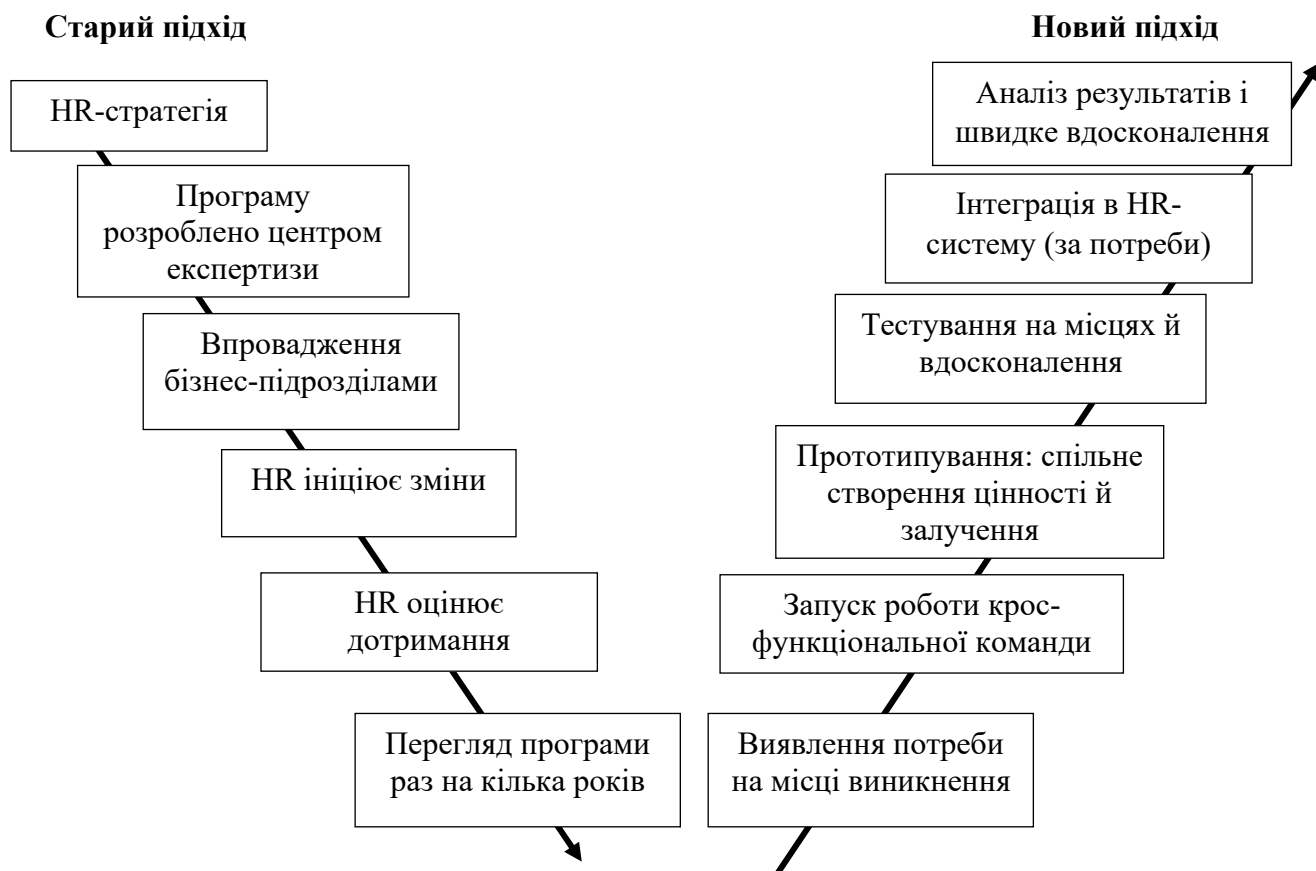 Старий підхід
HR-стратегія
Програму
розроблено центром
експертизи
Впровадження
бізнес-підрозділами
HR ініціює зміни
HR оцінює
дотримання
Перегляд програми
раз на кілька років
Новий підхід
Аналіз результатів і
швидке вдосконалення
Інтеграція в HR-
систему (за потреби)
Тестування на місцях й
вдосконалення
Прототипування: спільне
створення цінності й
залучення
Запуск роботи крос-
функціональної команди
Виявлення потреби
на місці виникнення